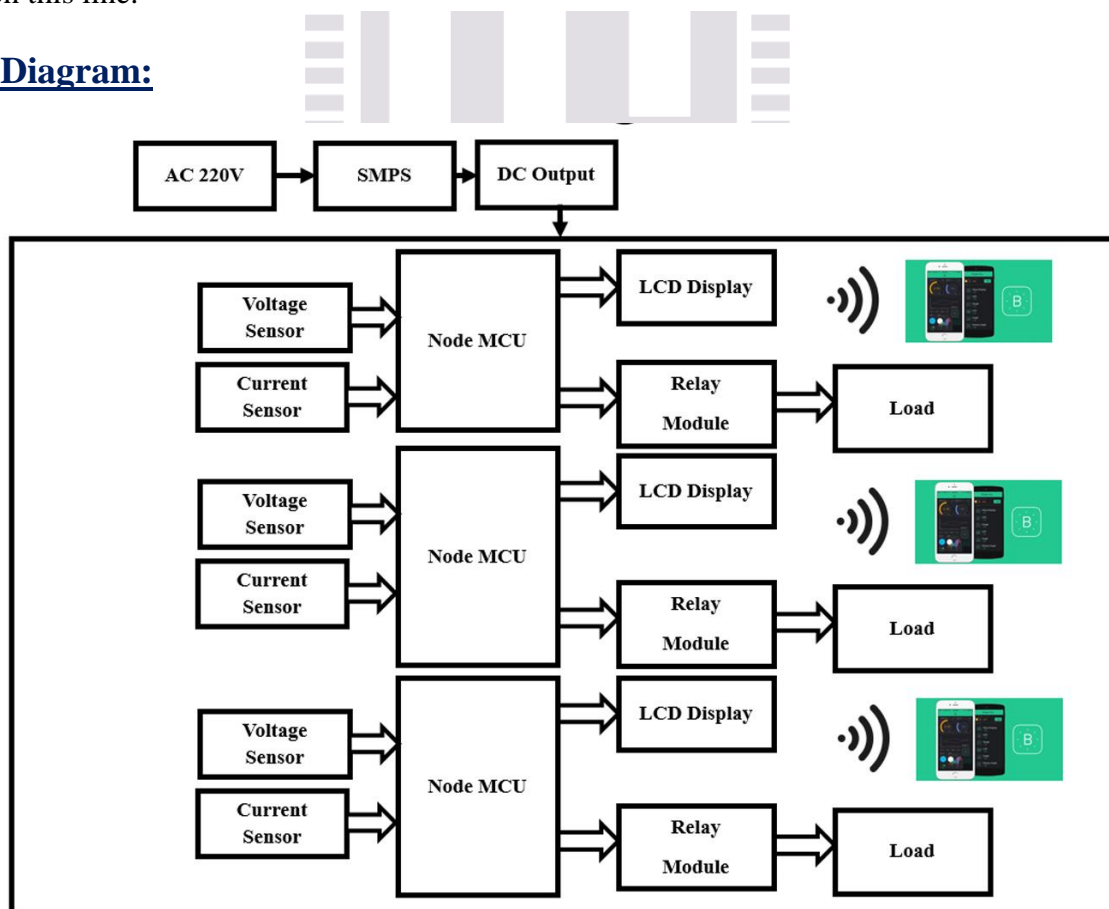 Diagram:
AC 220V
SMPS
DC Output
Voltage
Sensor
Current
Sensor
Node MCU
LCD Display
Relay
Module
Load
B
Voltage
Sensor
Current
Sensor
Node MCU
LCD Display
Relay
Module
Load
B
Voltage
Sensor
Current
Sensor
Node MCU
LCD Display
Relay
Module
Load
B